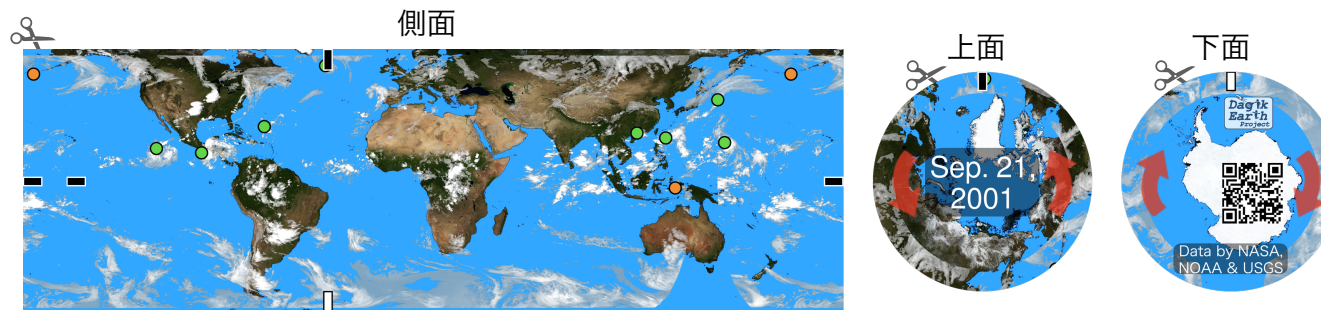 側面
上面
下面
Sep. 21,
2001
Dagik
Earth
Project
Data by NASA,
NOAA & USGS